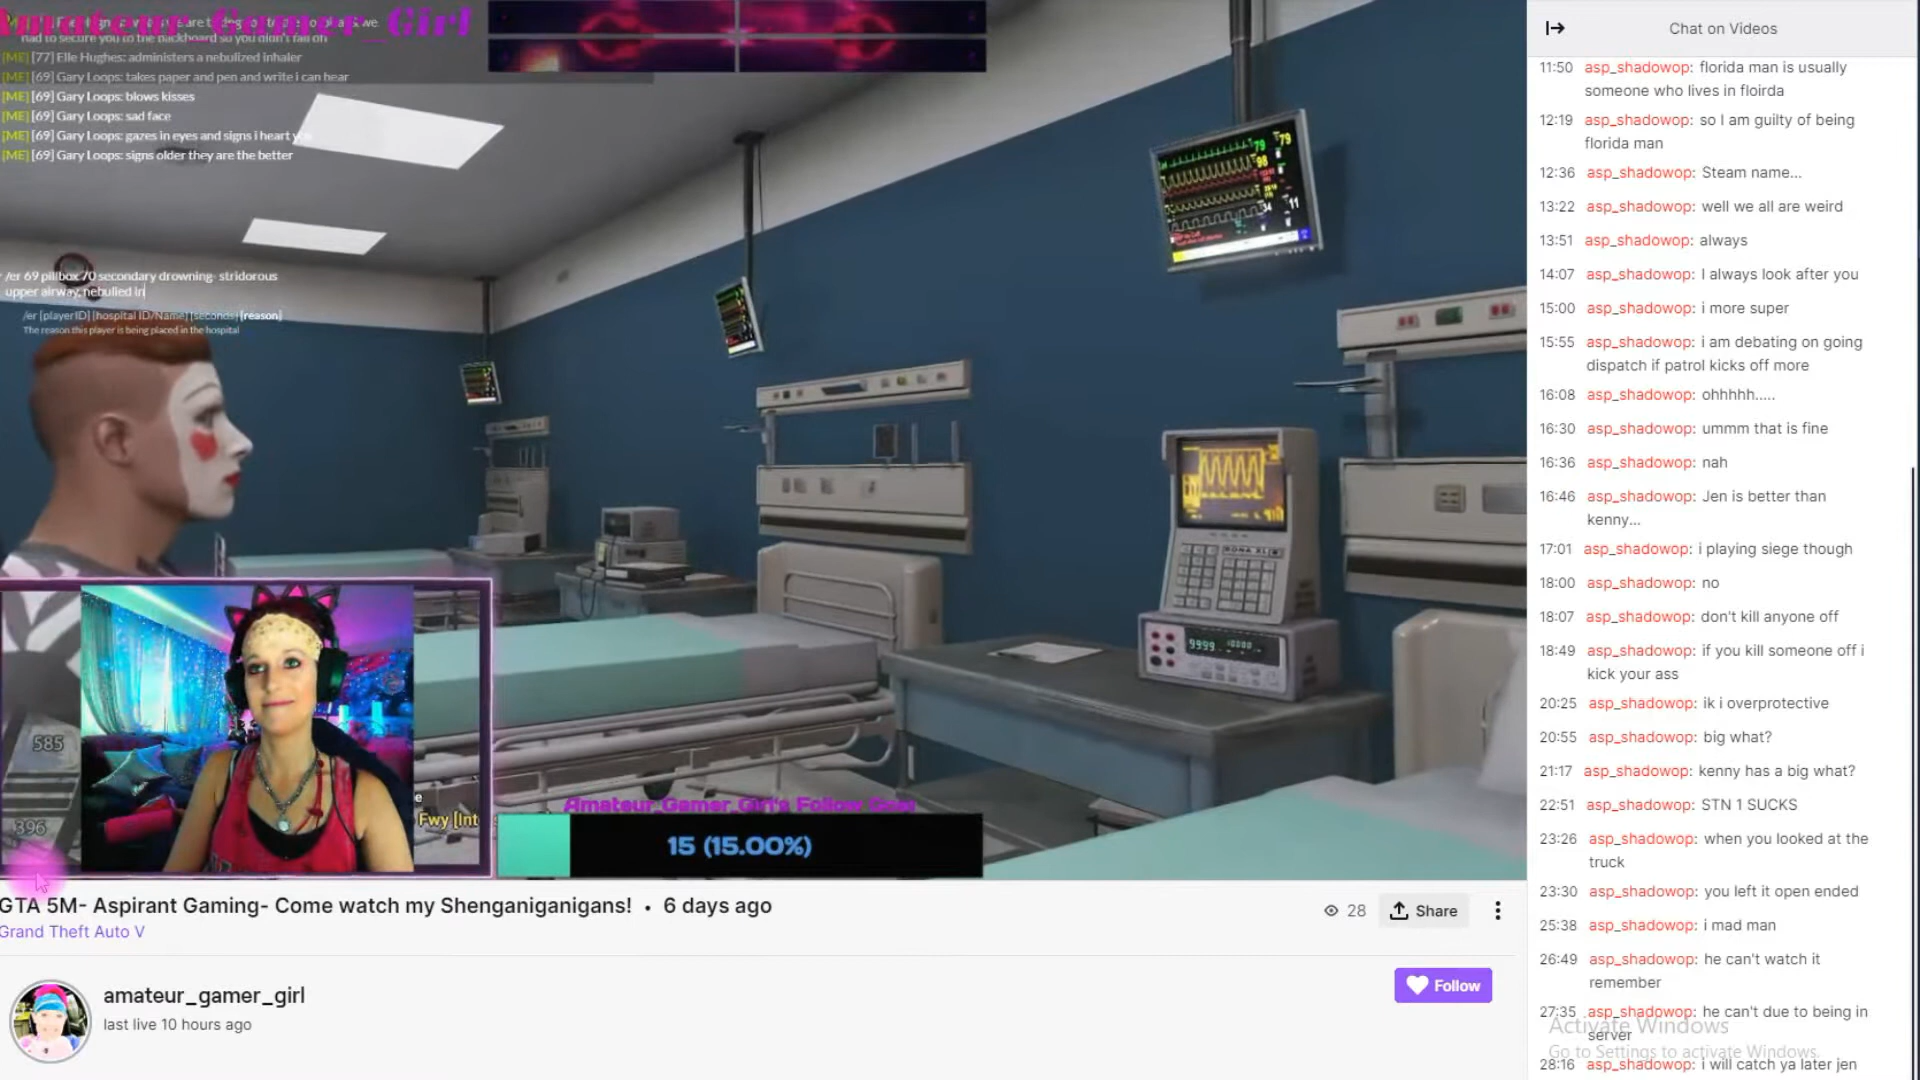 Amateur_Gamer_Girl
had to secure you to the backboard so you didn't fall off
[ME] [77] Elle Hughes: administers a nebulized inhaler
[ME] [69] Gary Loops: takes paper and pen and write i can hear
[ME] [69] Gary Loops: blows kisses
[ME] [69] Gary Loops: sad face
[ME] [69] Gary Loops: gazes in eyes and signs i heart
[ME] [69] Gary Loops: signs older they are the better
/er 69 pillbox 70 secondary drowning- stridorous
upper airway, nebulied in
/er [playerID] [hospital ID/Name] [seconds] [reason]
The reason this player is being placed in the hospital
79
79
98
34
11
9999
10000
585
396
Fwy [Int
Amateur_Gamer_Girl's Follow Goal
15 (15.00%)
GTA 5M- Aspirant Gaming- Come watch my Shenganiganigans! • 6 days ago
Grand Theft Auto V
28
Share
amateur_gamer_girl
last live 10 hours ago
Follow
Chat on Videos
11:50 asp_shadowop: florida man is usually
someone who lives in floirda
12:19 asp_shadowop: so I am guilty of being
florida man
12:36 asp_shadowop: Steam name...
13:22 asp_shadowop: well we all are weird
13:51 asp_shadowop: always
14:07 asp_shadowop: I always look after you
15:00 asp_shadowop: i more super
15:55 asp_shadowop: i am debating on going
dispatch if patrol kicks off more
16:08 asp_shadowop: ohhhhh.....
16:30 asp_shadowop: ummm that is fine
16:36 asp_shadowop: nah
16:46 asp_shadowop: Jen is better than
kenny...
17:01 asp_shadowop: i playing siege though
18:00 asp_shadowop: no
18:07 asp_shadowop: don't kill anyone off
18:49 asp_shadowop: if you kill someone off i
kick your ass
20:25 asp_shadowop: ik i overprotective
20:55 asp_shadowop: big what?
21:17 asp_shadowop: kenny has a big what?
22:51 asp_shadowop: STN 1 SUCKS
23:26 asp_shadowop: when you looked at the
truck
23:30 asp_shadowop: you left it open ended
25:38 asp_shadowop: i mad man
26:49 asp_shadowop: he can't watch it
remember
27:35 asp_shadowop: he can't due to being in
server
28:16 asp_shadowop: i will catch ya later jen
Activate Windows
Go to Settings to activate Windows.